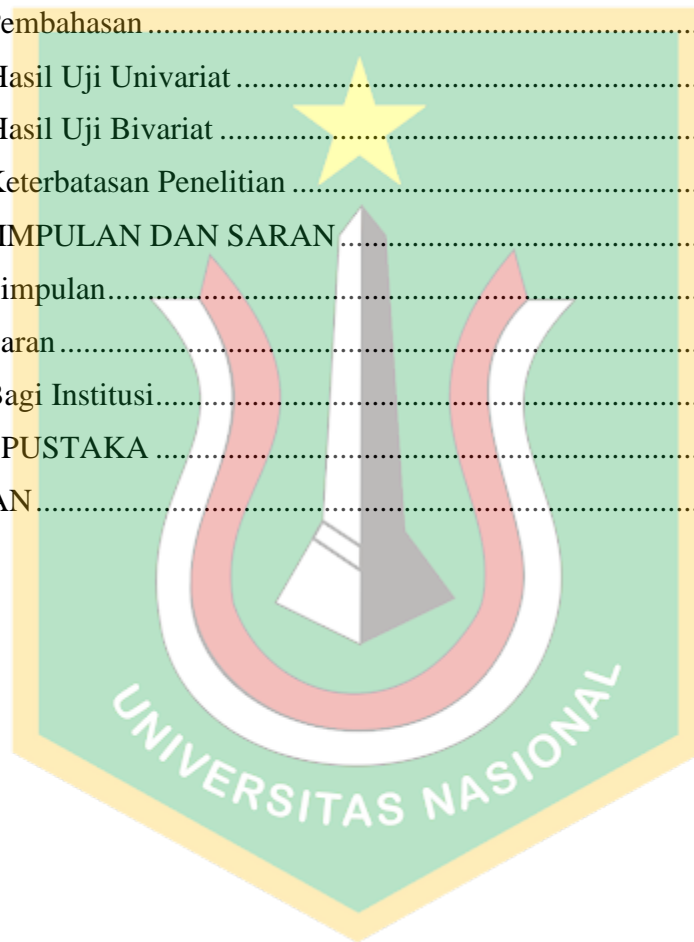 embahasan ........................................................................
Hasil Uji Univariat ............................................................
Hasil Uji Bivariat ..............................................................
Keterbatasan Penelitian ....................................................
IMPULAN DAN SARAN ..............................................
impulan .............................................................................
aran ....................................................................................
Bagi Institusi ......................................................................
PUSTAKA .......................................................................
AN ......................................................................................
UNIVERSITAS NASIONAL